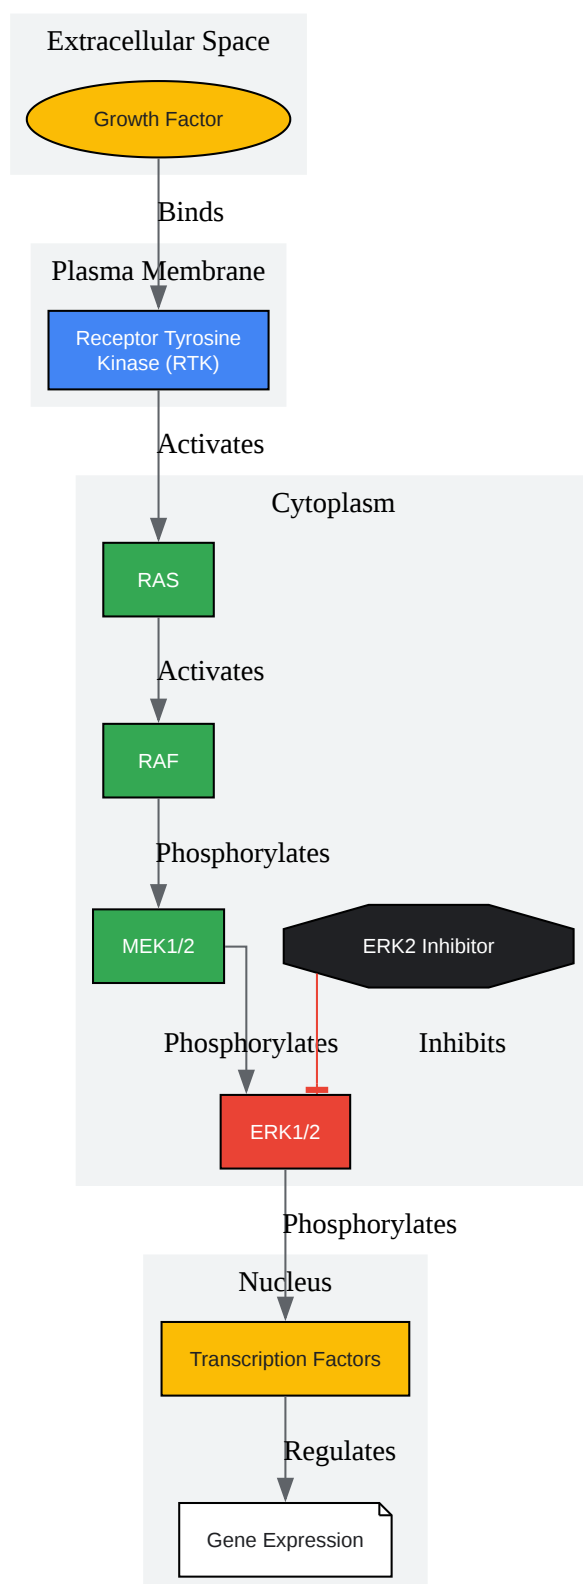 Extracellular Space
Growth Factor
Binds
Plasma Membrane
Receptor Tyrosine
Kinase (RTK)
Activates
Cytoplasm
RAS
Activates
RAF
Phosphorylates
MEK1/2
ERK2 Inhibitor
Phosphorylates
Inhibits
ERK1/2
Phosphorylates
Nucleus
Transcription Factors
Regulates
Gene Expression